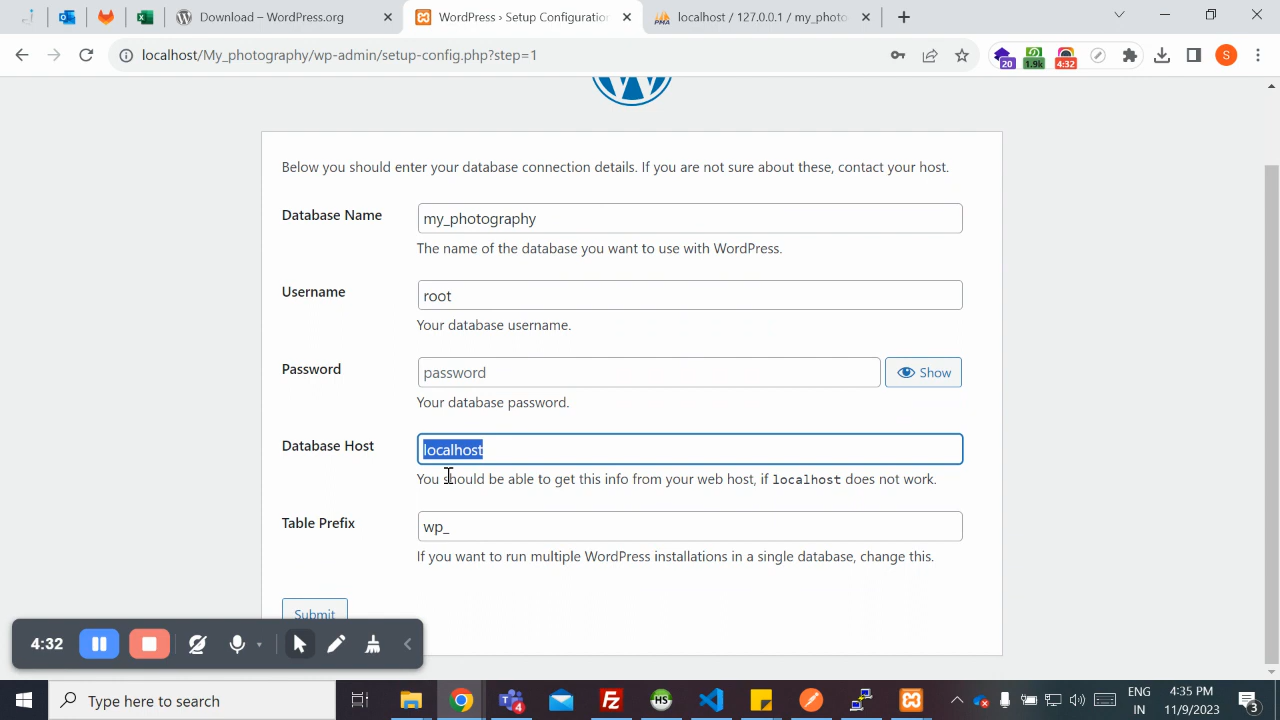 Download – WordPress.org
WordPress › Setup Configuration
localhost / 127.0.0.1 / my_photo
localhost/My_photography/wp-admin/setup-config.php?step=1
20
1.9k
4:32
S
Below you should enter your database connection details. If you are not sure about these, contact your host.
Database Name
my_photography
The name of the database you want to use with WordPress.
Username
root
Your database username.
Password
password
Show
Your database password.
Database Host
localhost
You should be able to get this info from your web host, if localhost does not work.
Table Prefix
wp_
If you want to run multiple WordPress installations in a single database, change this.
Submit
4:32
Type here to search
4
HS
ENG
IN
4:35 PM
11/9/2023
3